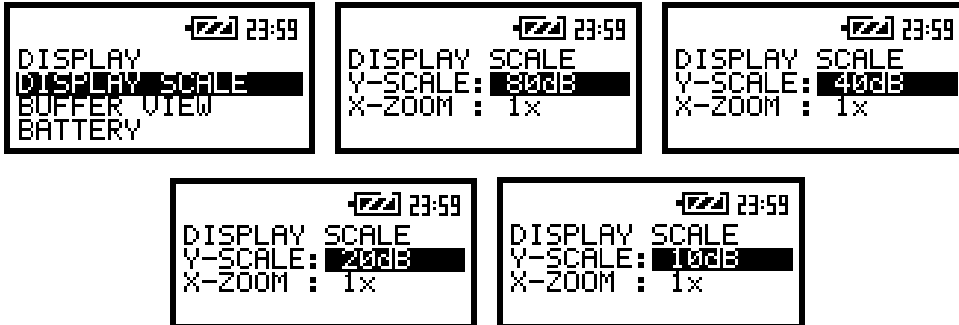 23:59
DISPLAY
DISPLAY SCALE
BUFFER VIEW
BATTERY
23:59
DISPLAY SCALE
Y-SCALE: 80dB
X-ZOOM : 1x
23:59
DISPLAY SCALE
Y-SCALE: 40dB
X-ZOOM : 1x
23:59
DISPLAY SCALE
Y-SCALE: 20dB
X-ZOOM : 1x
23:59
DISPLAY SCALE
Y-SCALE: 10dB
X-ZOOM : 1x